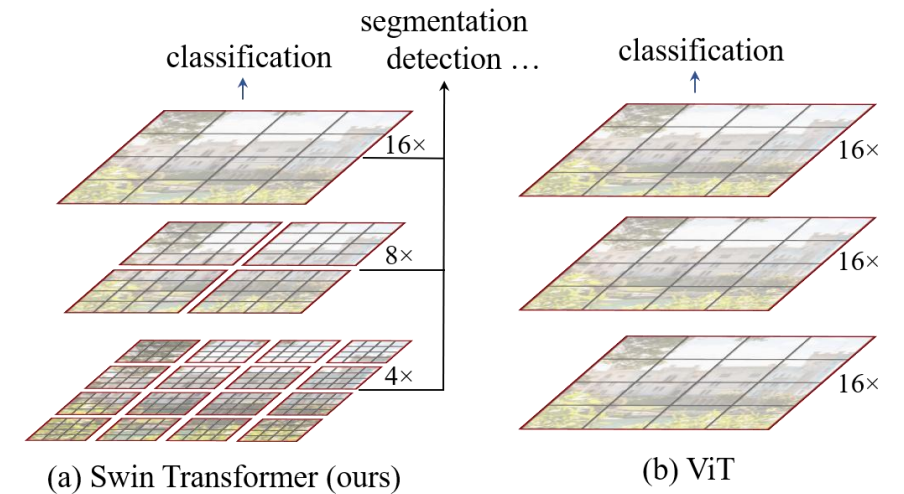 segmentation
detection …
classification
16×
8×
4×
(a) Swin Transformer (ours)
classification
16×
16×
16×
(b) ViT